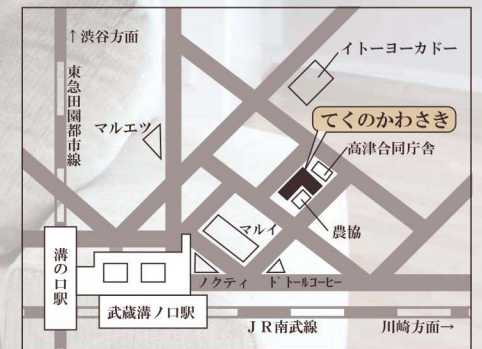 ↑渋谷方面
イトーヨーカドー
東急田園都市線
マルエツ
てくのかわさき
高津合同庁舎
マルイ
農協
溝の口駅
ノクティ
ドトールコーヒー
武蔵溝ノ口駅
JR南武線
川崎方面→